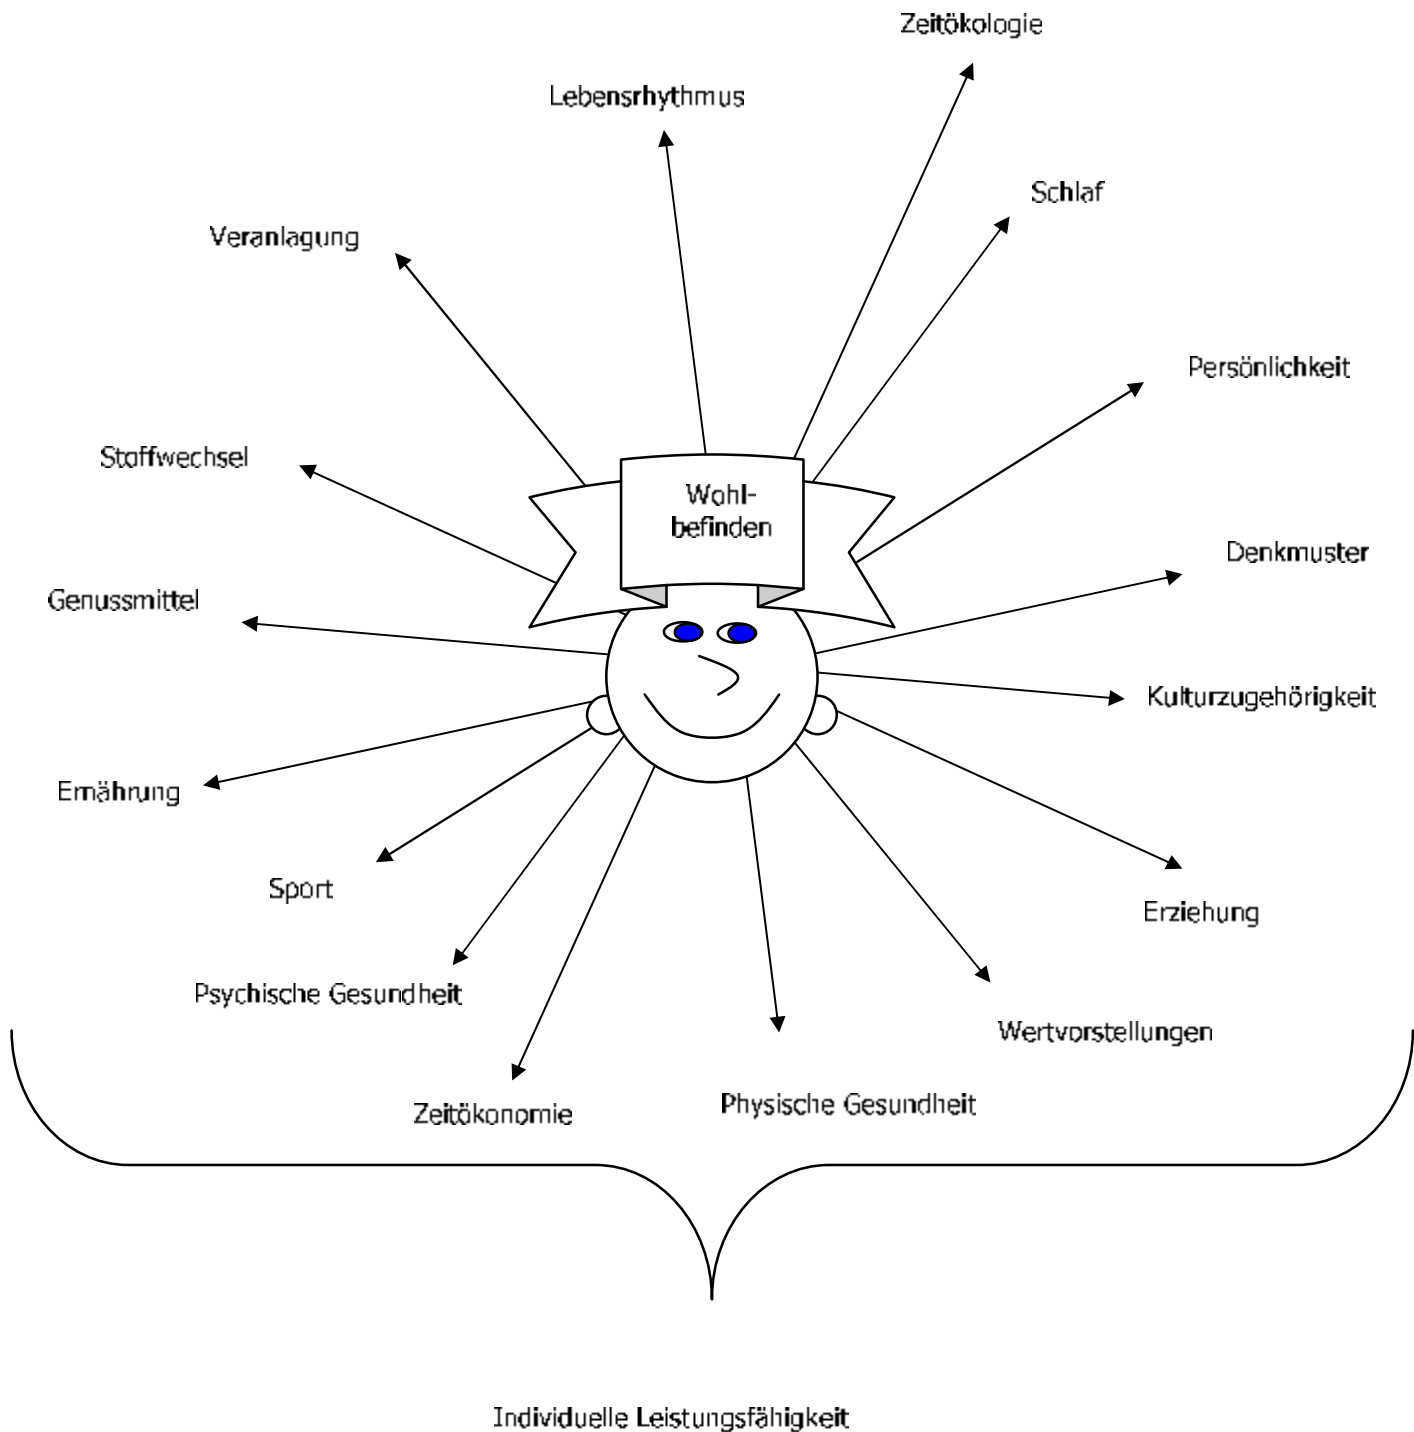 Zeitökologie
Lebensrhythmus
Schlaf
Veranlagung
Persönlichkeit
Stoffwechsel
Wohl-
befinden
Denkmuster
Genussmittel
Kulturzugehörigkeit
Ernährung
Sport
Erziehung
Psychische Gesundheit
Wertvorstellungen
Zeitökonomie
Physische Gesundheit
Individuelle Leistungsfähigkeit